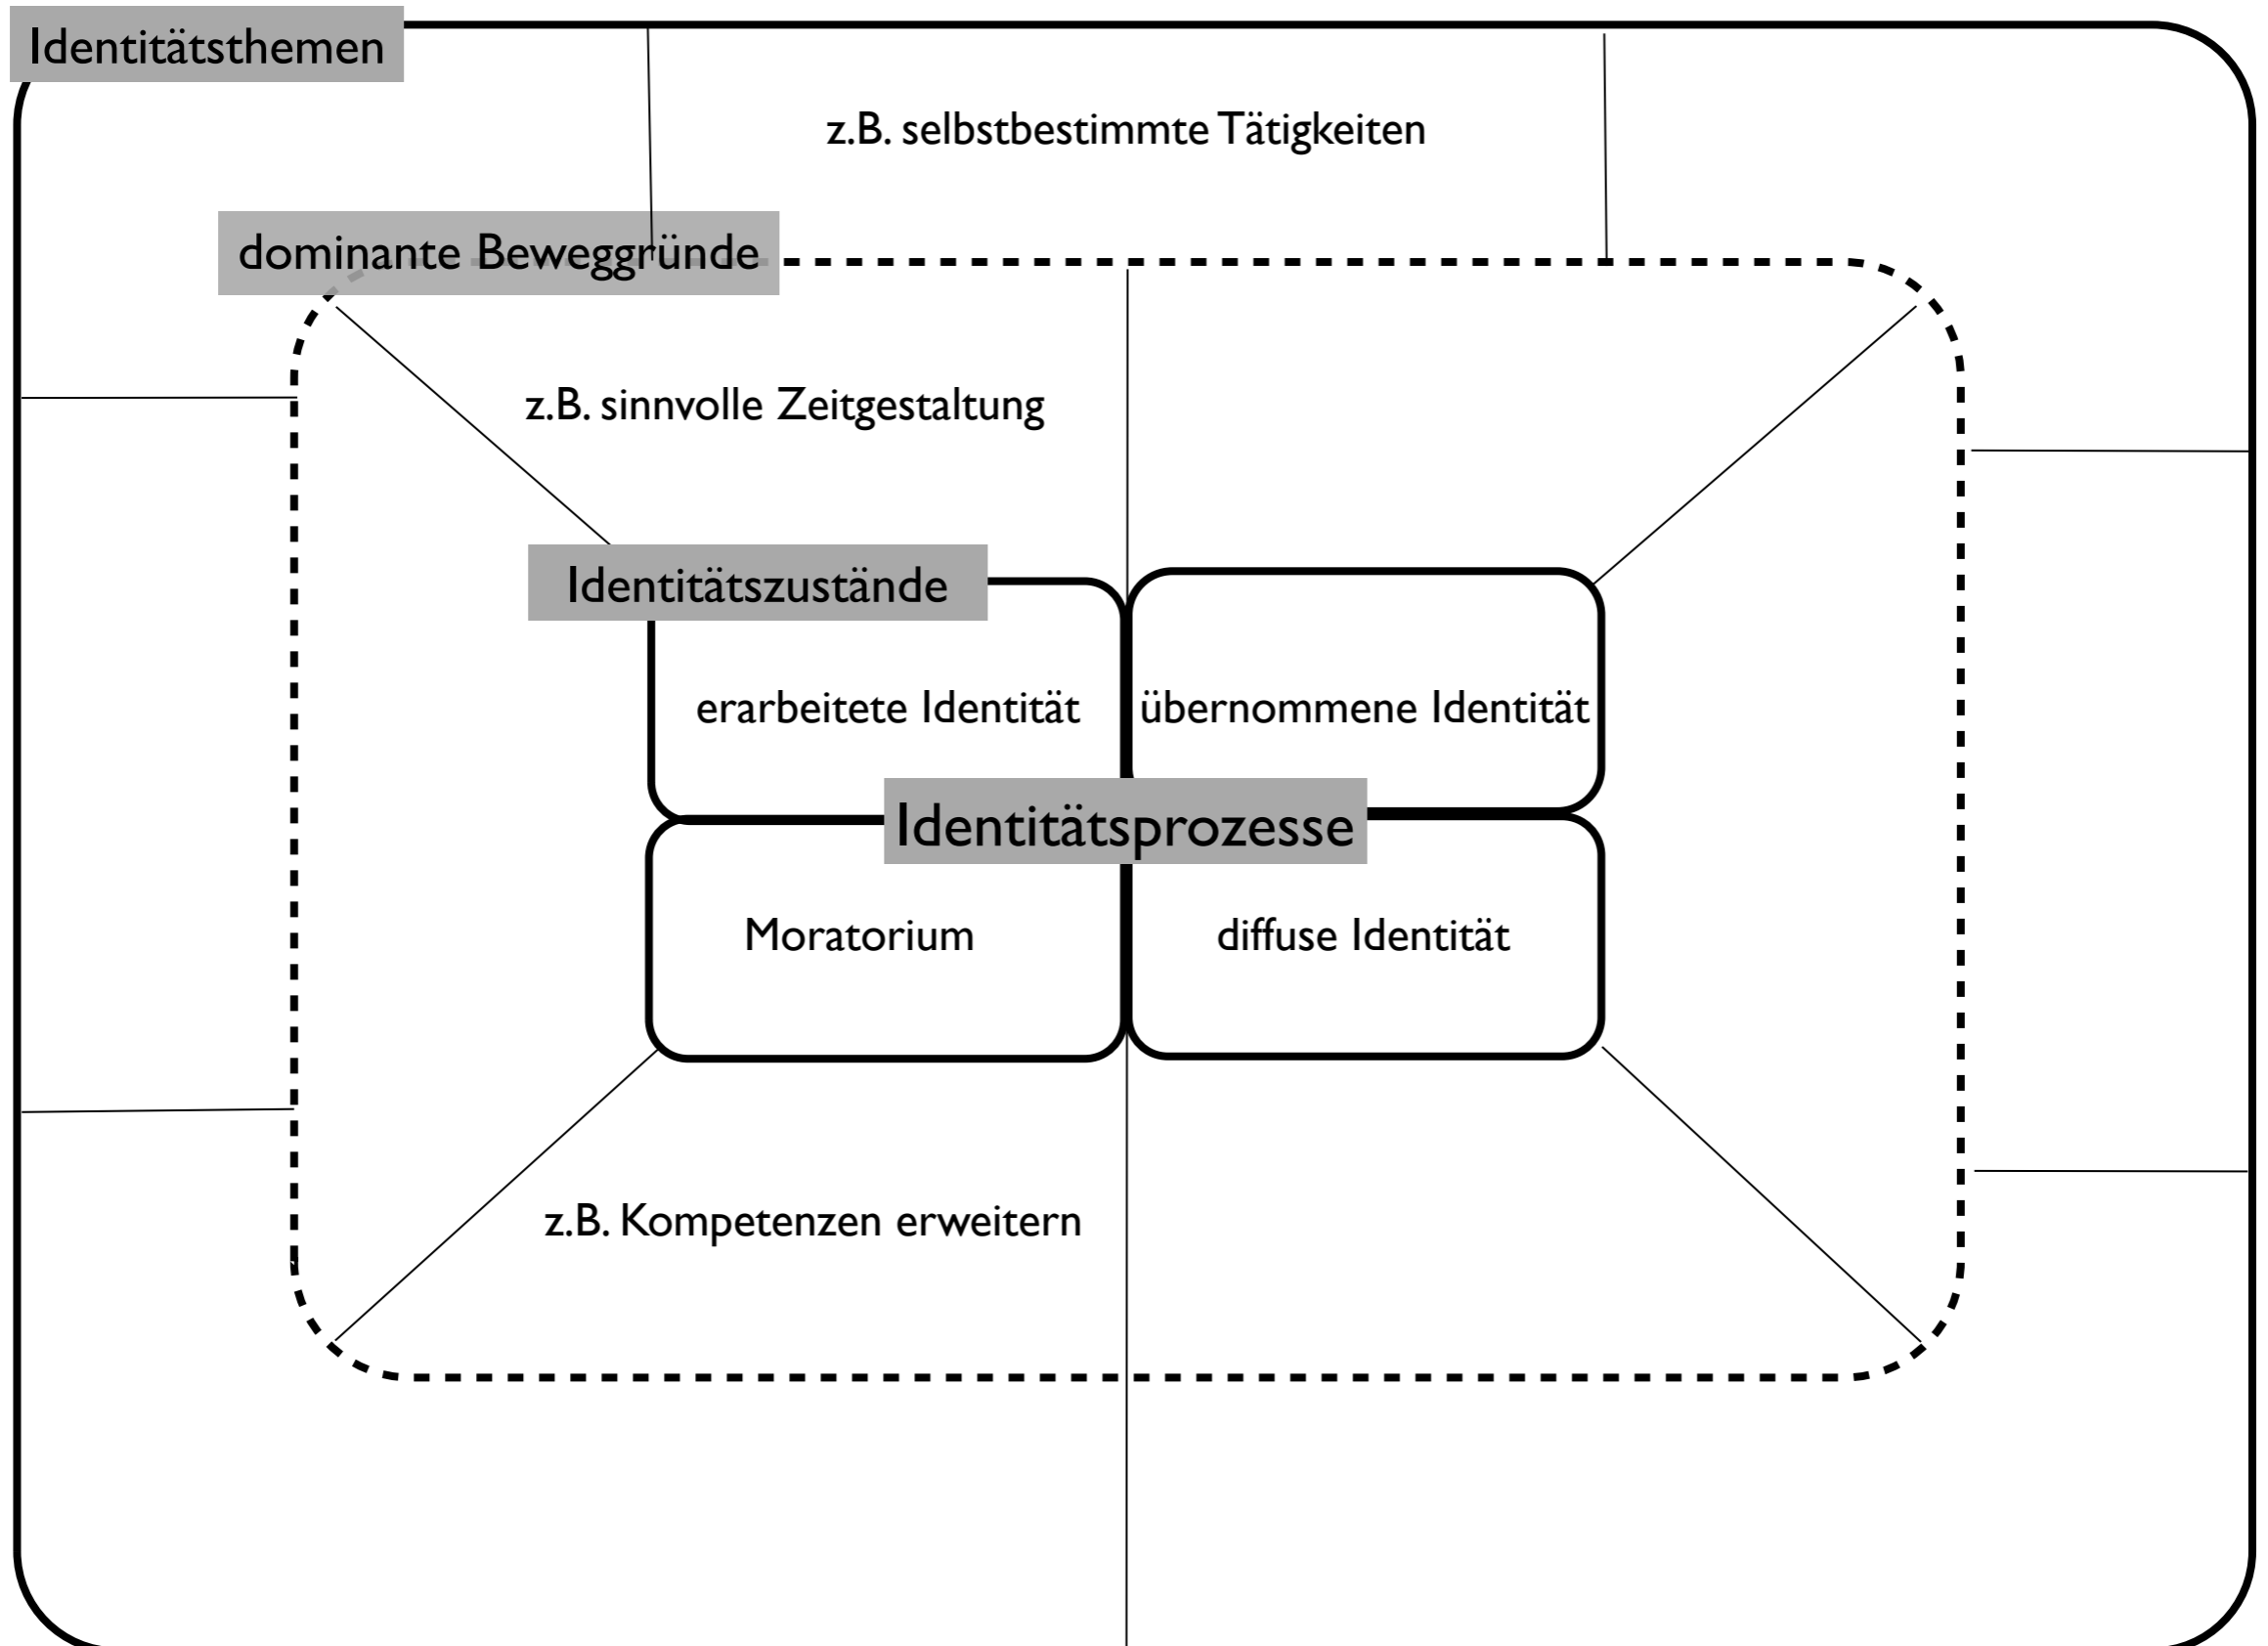 Identitätsthemen
z.B. selbstbestimmte Tätigkeiten
dominante Beweggründe
z.B. sinnvolle Zeitgestaltung
Identitätszustände
erarbeitete Identität
übernommene Identität
Identitätsprozesse
Moratorium
diffuse Identität
z.B. Kompetenzen erweitern